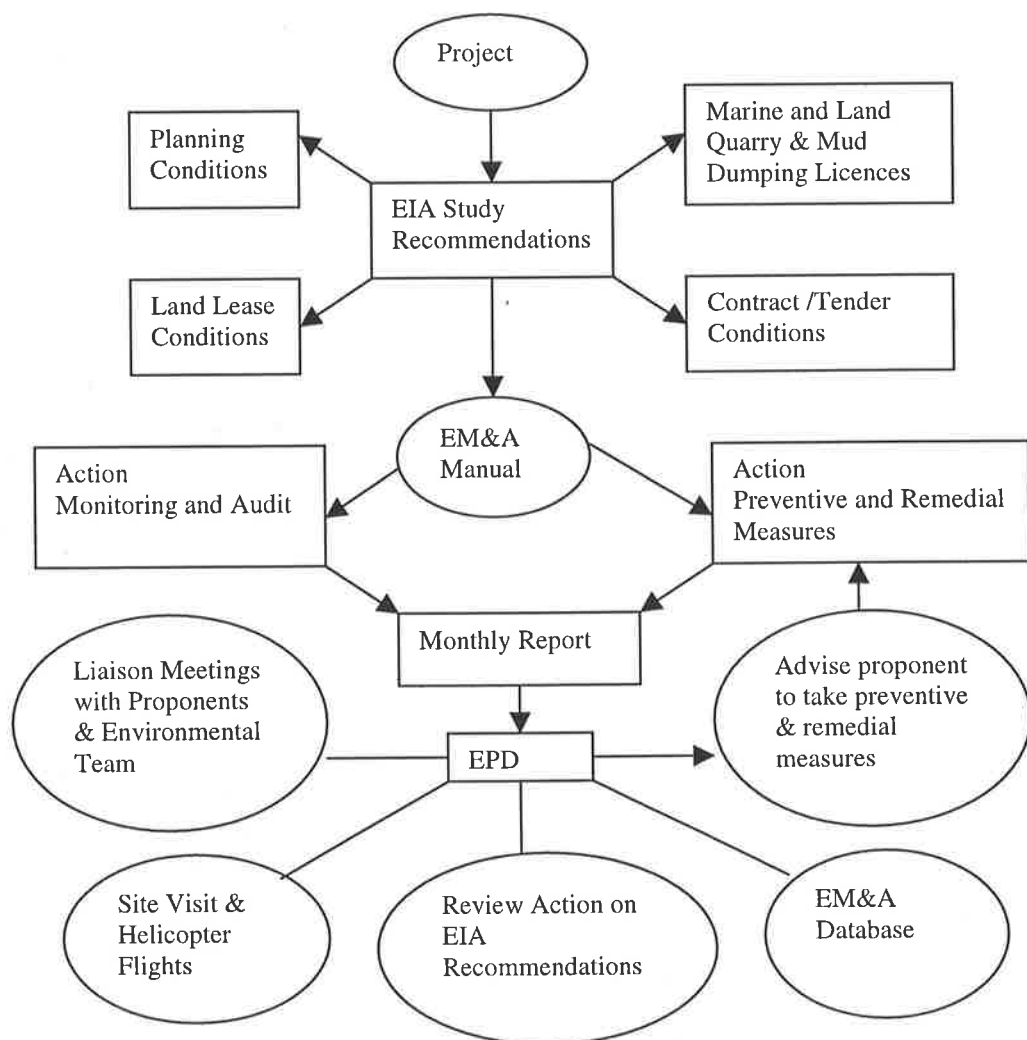 Project
Planning
Conditions
Marine and Land
Quarry & Mud
Dumping Licences
EIA Study
Recommendations
Land Lease
Conditions
Contract /Tender
Conditions
EM&A
Manual
Action
Monitoring and Audit
Action
Preventive and Remedial
Measures
Monthly Report
Liaison Meetings
with Proponents
& Environmental
Team
EPD
Advise proponent
to take preventive
& remedial
measures
Site Visit &
Helicopter
Flights
Review Action on
EIA
Recommendations
EM&A
Database